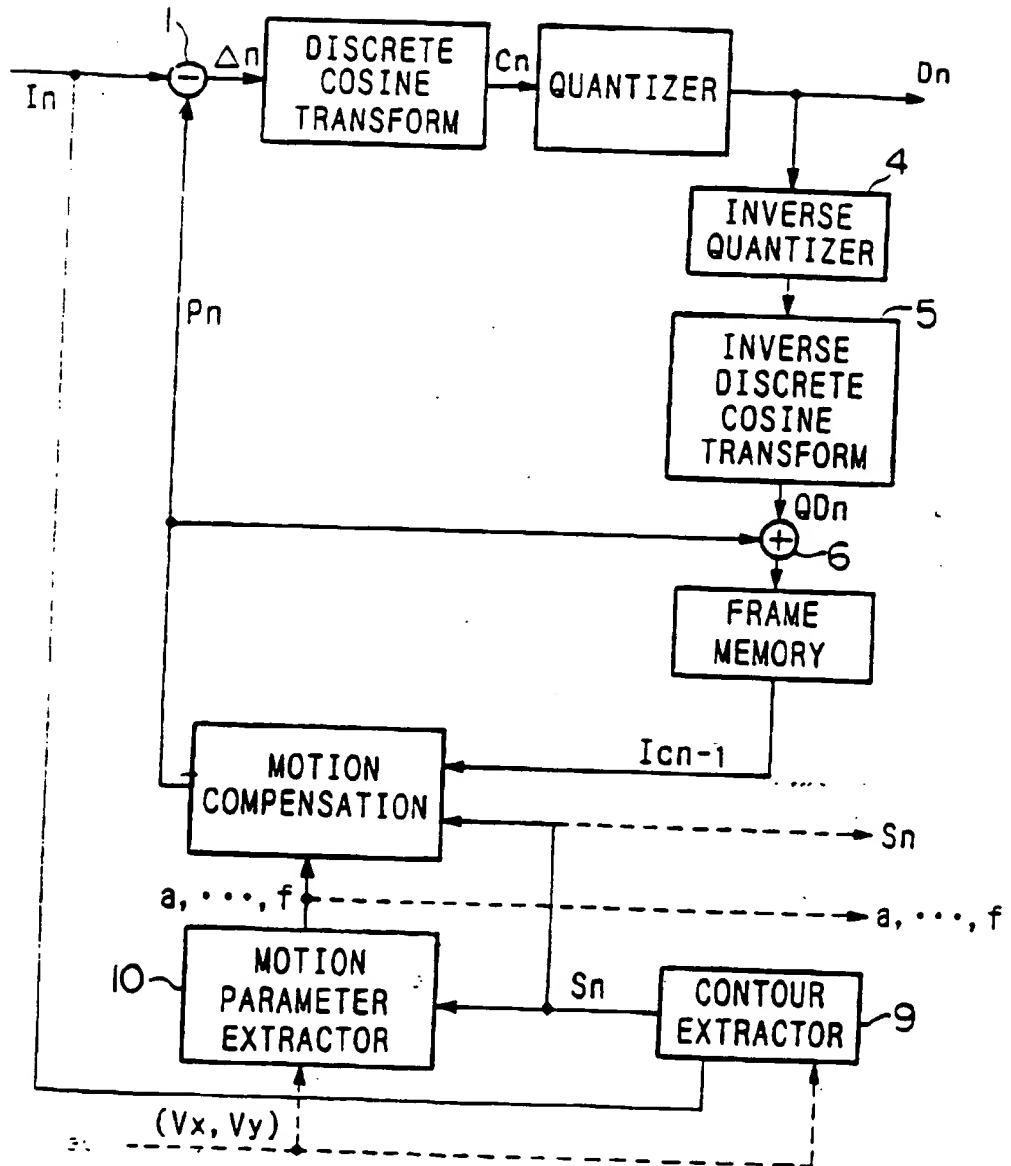 1
In
Δn
DISCRETE
COSINE
TRANSFORM
Cn
QUANTIZER
Dn
4
INVERSE
QUANTIZER
5
INVERSE
DISCRETE
COSINE
TRANSFORM
Pn
QDn
6
FRAME
MEMORY
Icn-1
MOTION
COMPENSATION
Sn
a, ···, f
a, ···, f
10
MOTION
PARAMETER
EXTRACTOR
Sn
CONTOUR
EXTRACTOR
9
(Vx, Vy)